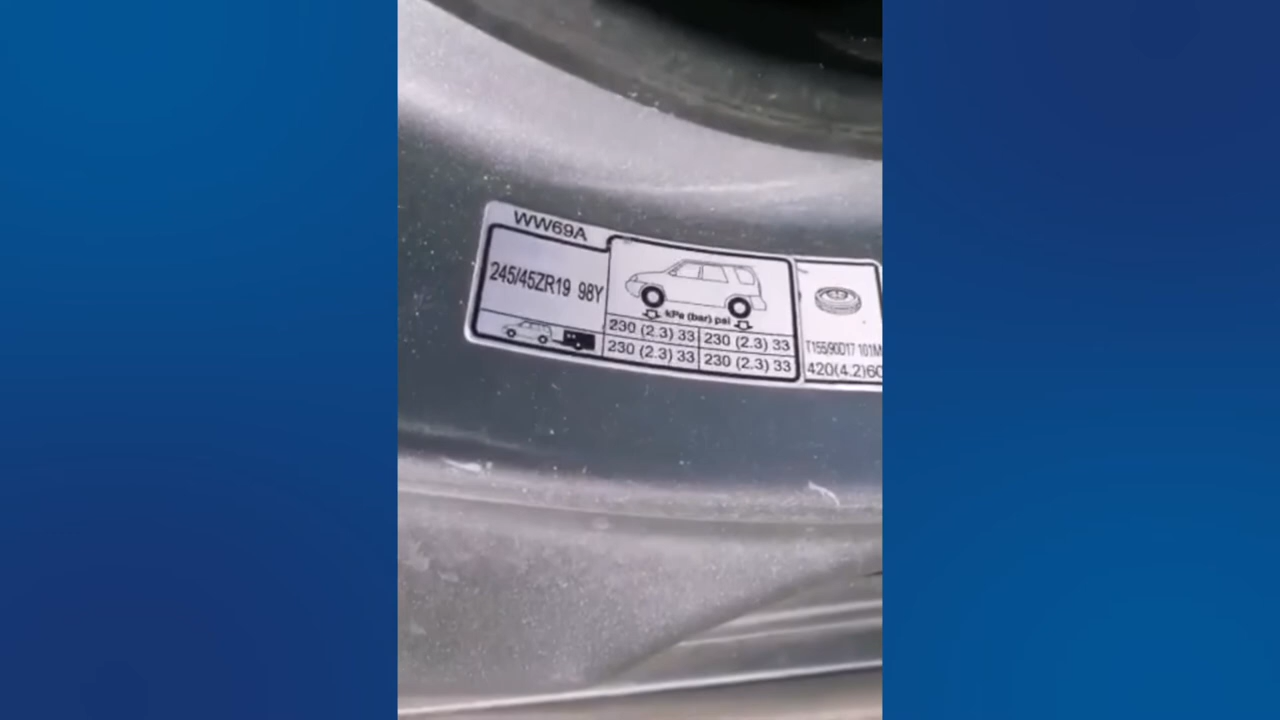 WW69A
245/45ZR19 98Y
kPa (bar) psi
230 (2.3) 33 230 (2.3) 33
230 (2.3) 33 230 (2.3) 33
T155/90D17 101M
420(4.2)60